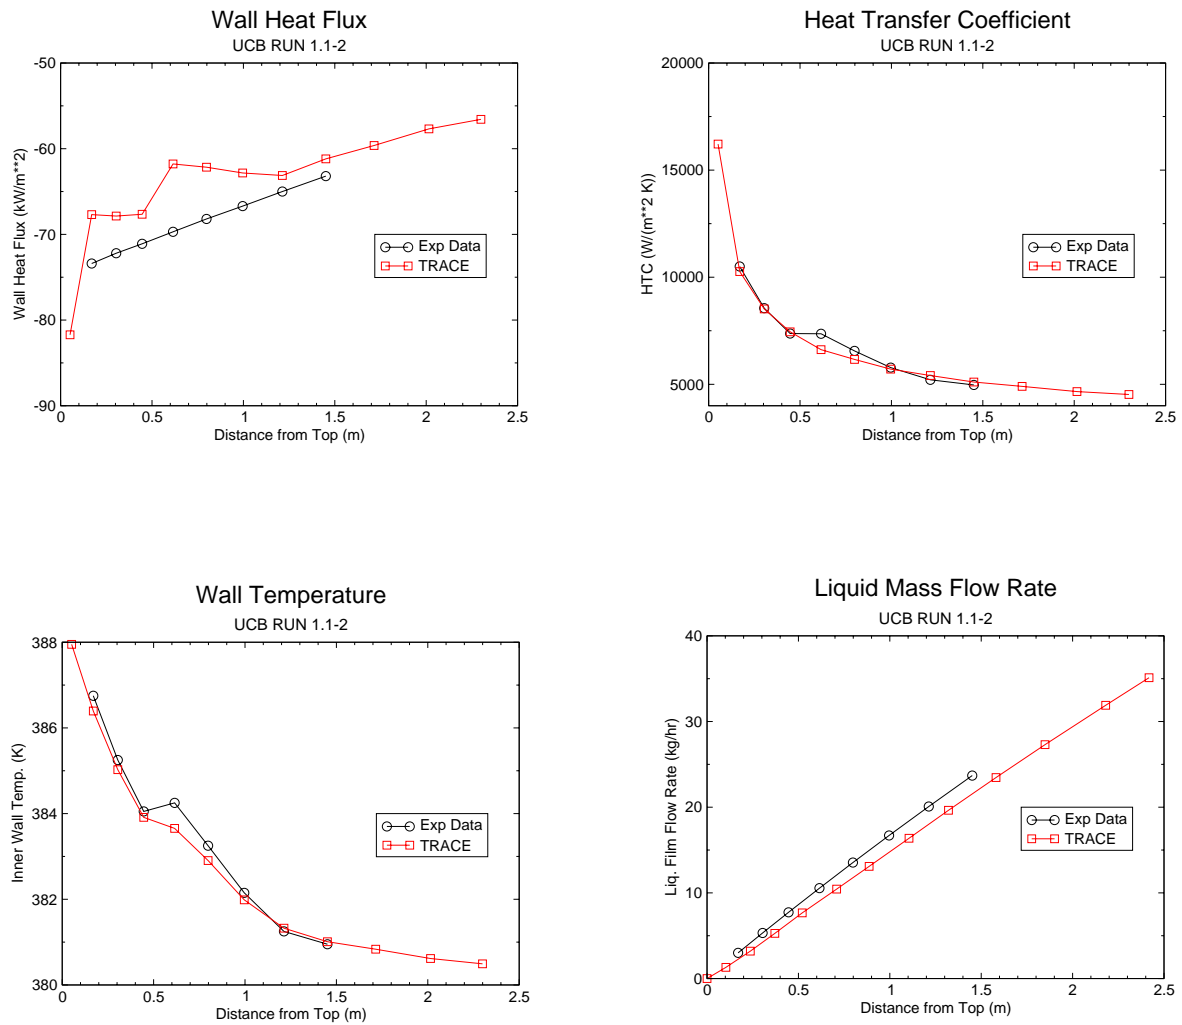 Wall Heat Flux
UCB RUN 1.1-2
-50
-60
-70
-80
-90
Wall Heat Flux (kW/m**2)
Exp Data
TRACE
0 0.5 1 1.5 2 2.5
Distance from Top (m)
Heat Transfer Coefficient
UCB RUN 1.1-2
20000
15000
10000
5000
HTC (W/(m**2 K))
Exp Data
TRACE
0 0.5 1 1.5 2 2.5
Distance from Top (m)
Wall Temperature
UCB RUN 1.1-2
388
386
384
382
380
Inner Wall Temp. (K)
Exp Data
TRACE
0 0.5 1 1.5 2 2.5
Distance from Top (m)
Liquid Mass Flow Rate
UCB RUN 1.1-2
40
30
20
10
0
Liq. Film Flow Rate (kg/hr)
Exp Data
TRACE
0 0.5 1 1.5 2 2.5
Distance from Top (m)